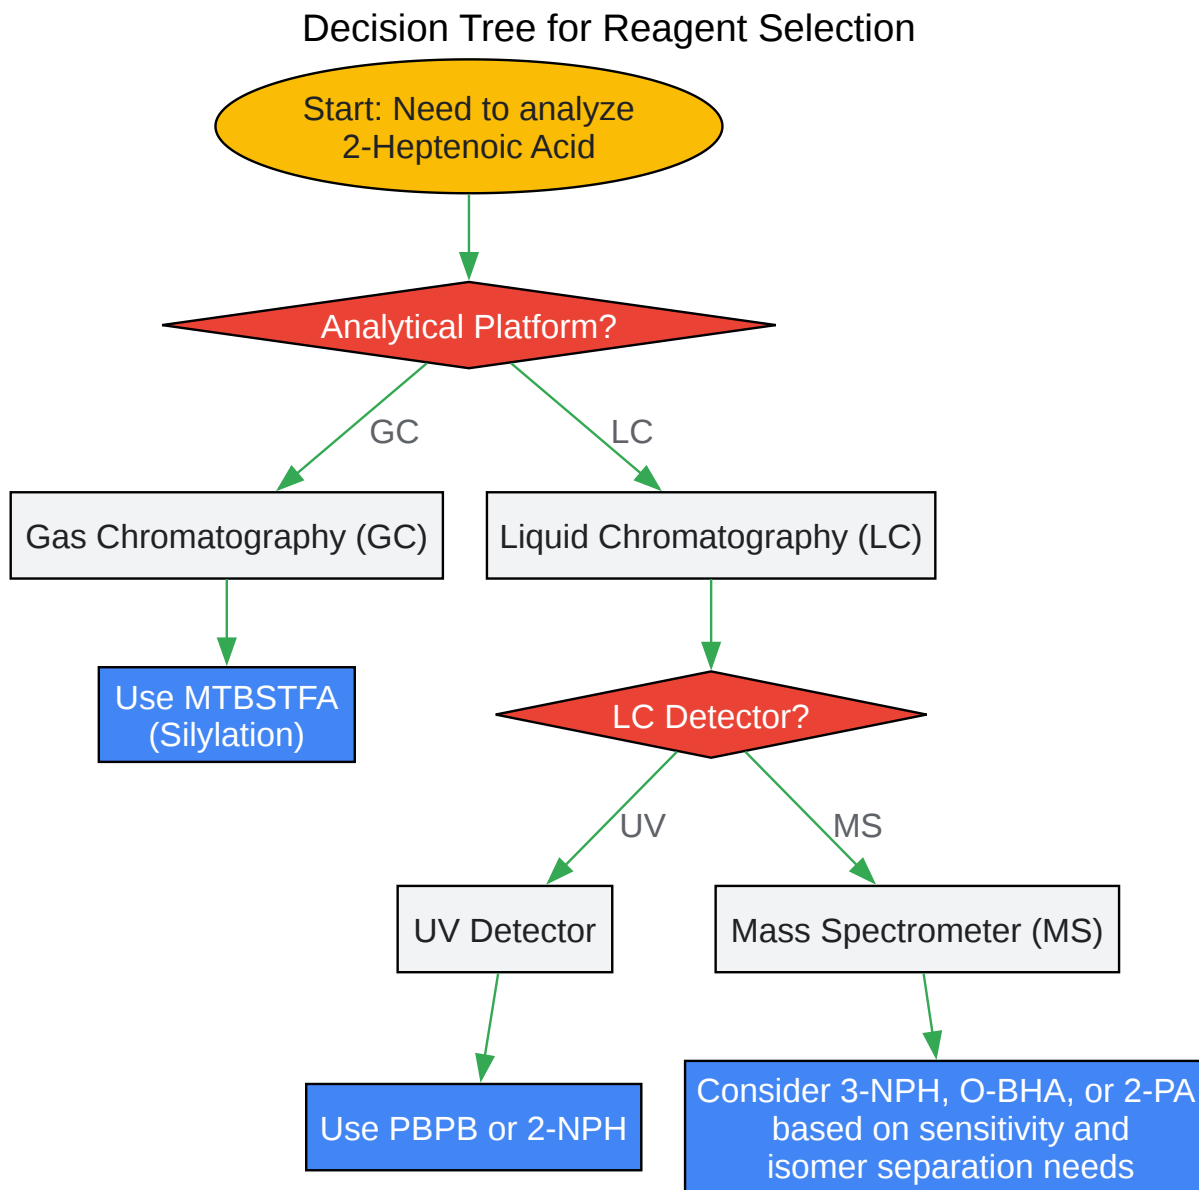 Decision Tree for Reagent Selection
Start: Need to analyze
2-Heptenoic Acid
Analytical Platform?
GC
LC
Gas Chromatography (GC)
Liquid Chromatography (LC)
Use MTBSTFA
(Silylation)
LC Detector?
UV
MS
UV Detector
Mass Spectrometer (MS)
Use PBPB or 2-NPH
Consider 3-NPH, O-BHA, or 2-PA
based on sensitivity and
isomer separation needs